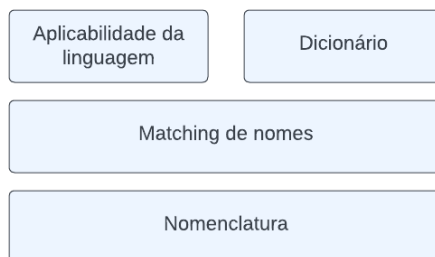 Aplicabilidade da
linguagem
Dicionário
Matching de nomes
Nomenclatura